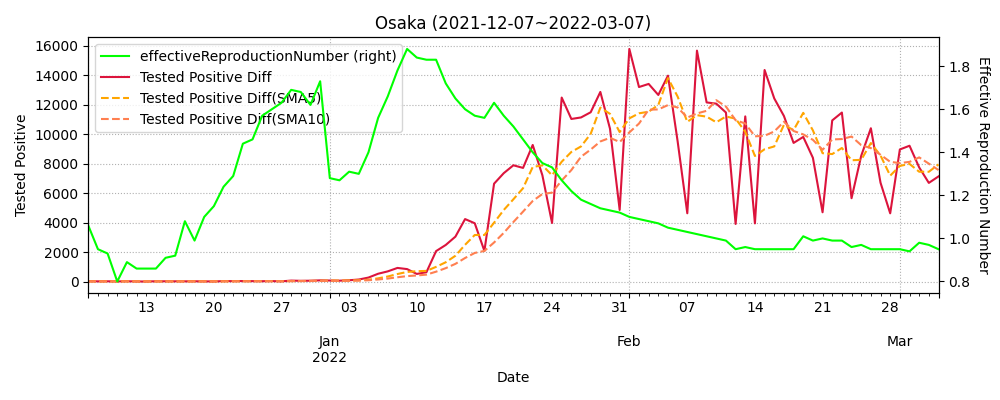 Osaka (2021-12-07~2022-03-07)
effectiveReproductionNumber (right)
Tested Positive Diff
Tested Positive Diff(SMA5)
Tested Positive Diff(SMA10)
Tested Positive
16000
14000
12000
10000
8000
6000
4000
2000
0
Effective Reproduction Number
1.8
1.6
1.4
1.2
1.0
0.8
13 20 27 03 10 17 24 31 07 14 21 28
Jan Feb Mar
2022
Date